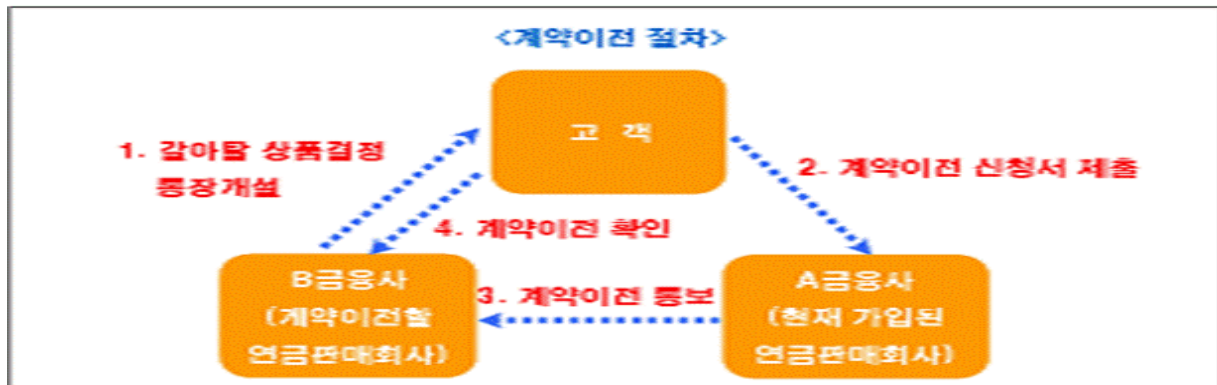 <계약이전 절차>
고 객
1. 갈아탈 상품결정
통장개설
2. 계약이전 신청서 제출
4. 계약이전 확인
B금융사
(계약이전할
연금판매회사)
3. 계약이전 통보
A금융사
(현재 가입된
연금판매회사)